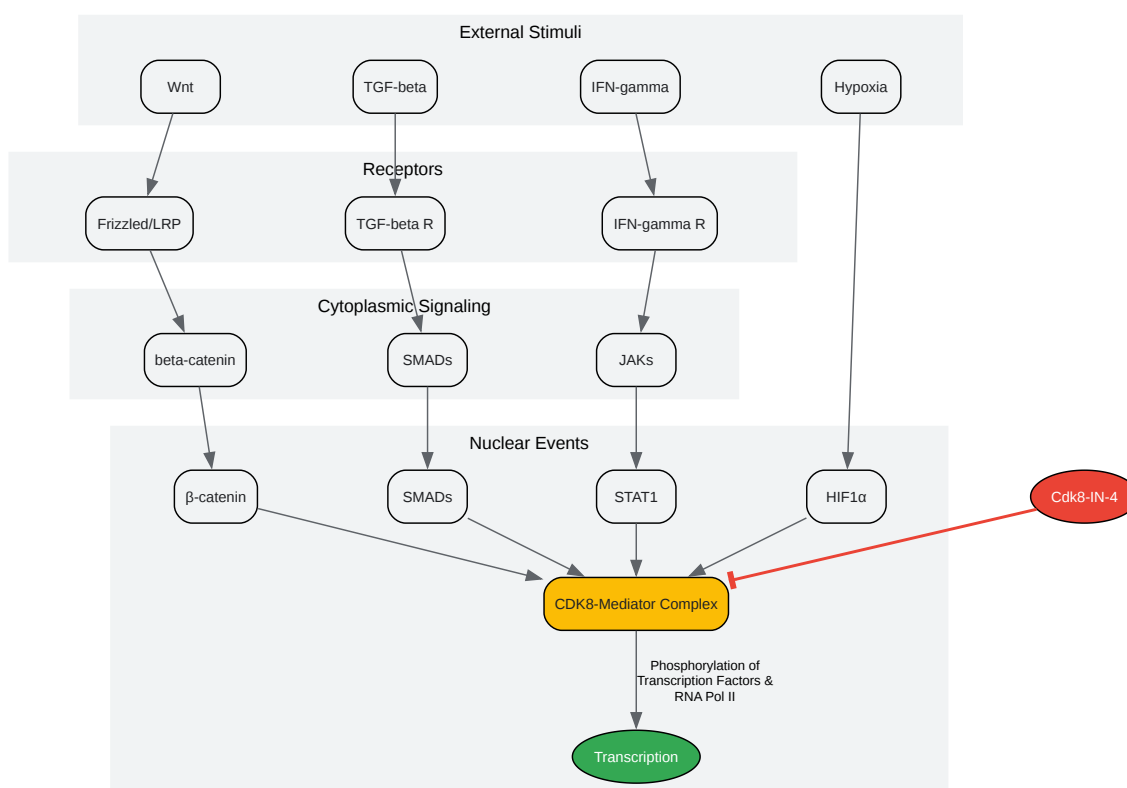 External Stimuli
Wnt
TGF-beta
IFN-gamma
Hypoxia
Receptors
Frizzled/LRP
TGF-beta R
IFN-gamma R
Cytoplasmic Signaling
beta-catenin
SMADs
JAKs
Nuclear Events
β-catenin
SMADs
STAT1
HIF1α
Cdk8-IN-4
CDK8-Mediator Complex
Phosphorylation of
Transcription Factors &
RNA Pol II
Transcription